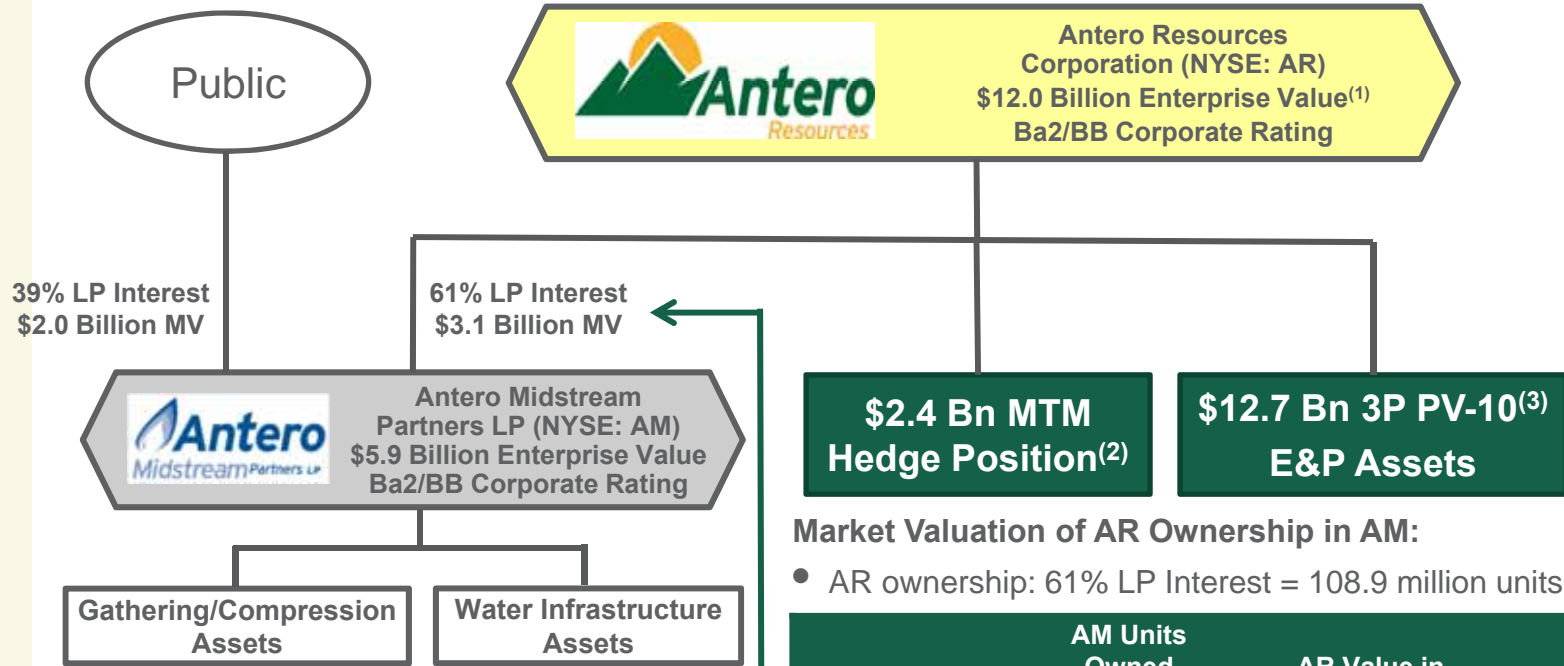 Public
Antero
Resources
Antero Resources
Corporation (NYSE: AR)
$12.0 Billion Enterprise Value(1)
Ba2/BB Corporate Rating
39% LP Interest
$2.0 Billion MV
61% LP Interest
$3.1 Billion MV
Antero
Midstream Partners LP
Antero Midstream
Partners LP (NYSE: AM)
$5.9 Billion Enterprise Value
Ba2/BB Corporate Rating
$2.4 Bn MTM
Hedge Position(2)
$12.7 Bn 3P PV-10(3)
E&P Assets
Gathering/Compression
Assets
Water Infrastructure
Assets
Market Valuation of AR Ownership in AM:
• AR ownership: 61% LP Interest = 108.9 million units
AM Units
Owned
AR Value in